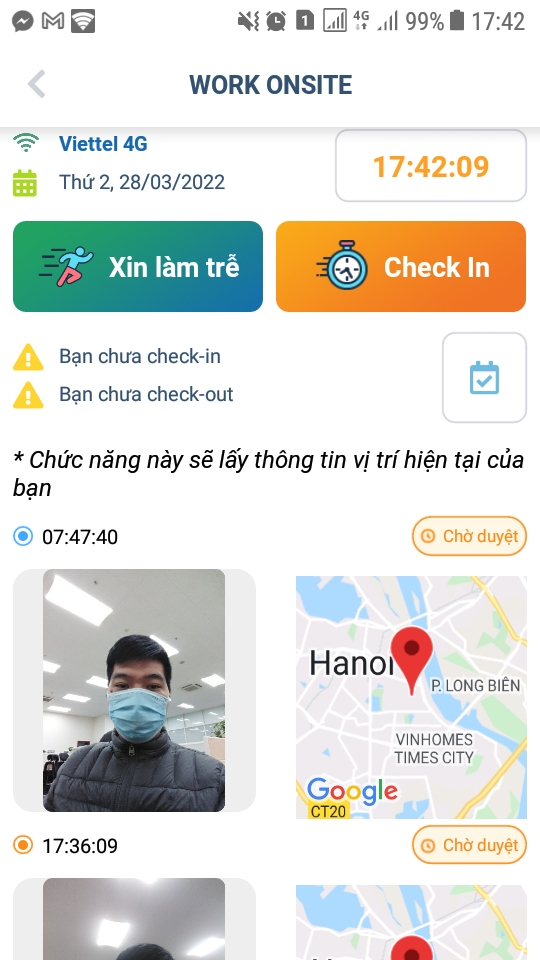 1 4G 99% 17:42
WORK ONSITE
Viettel 4G
Thứ 2, 28/03/2022
17:42:09
Xin làm trễ
Check In
Bạn chưa check-in
Bạn chưa check-out
* Chức năng này sẽ lấy thông tin vị trí hiện tại của
bạn
07:47:40
Chờ duyệt
Hanoi
P. LONG BIÊN
VINHOMES
TIMES CITY
Google
CT20
17:36:09
Chờ duyệt